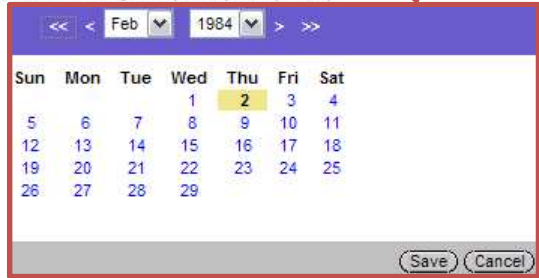 << < Feb 1984 > >>
Sun Mon Tue Wed Thu Fri Sat
1 2 3 4
5 6 7 8 9 10 11
12 13 14 15 16 17 18
19 20 21 22 23 24 25
26 27 28 29
Save Cancel